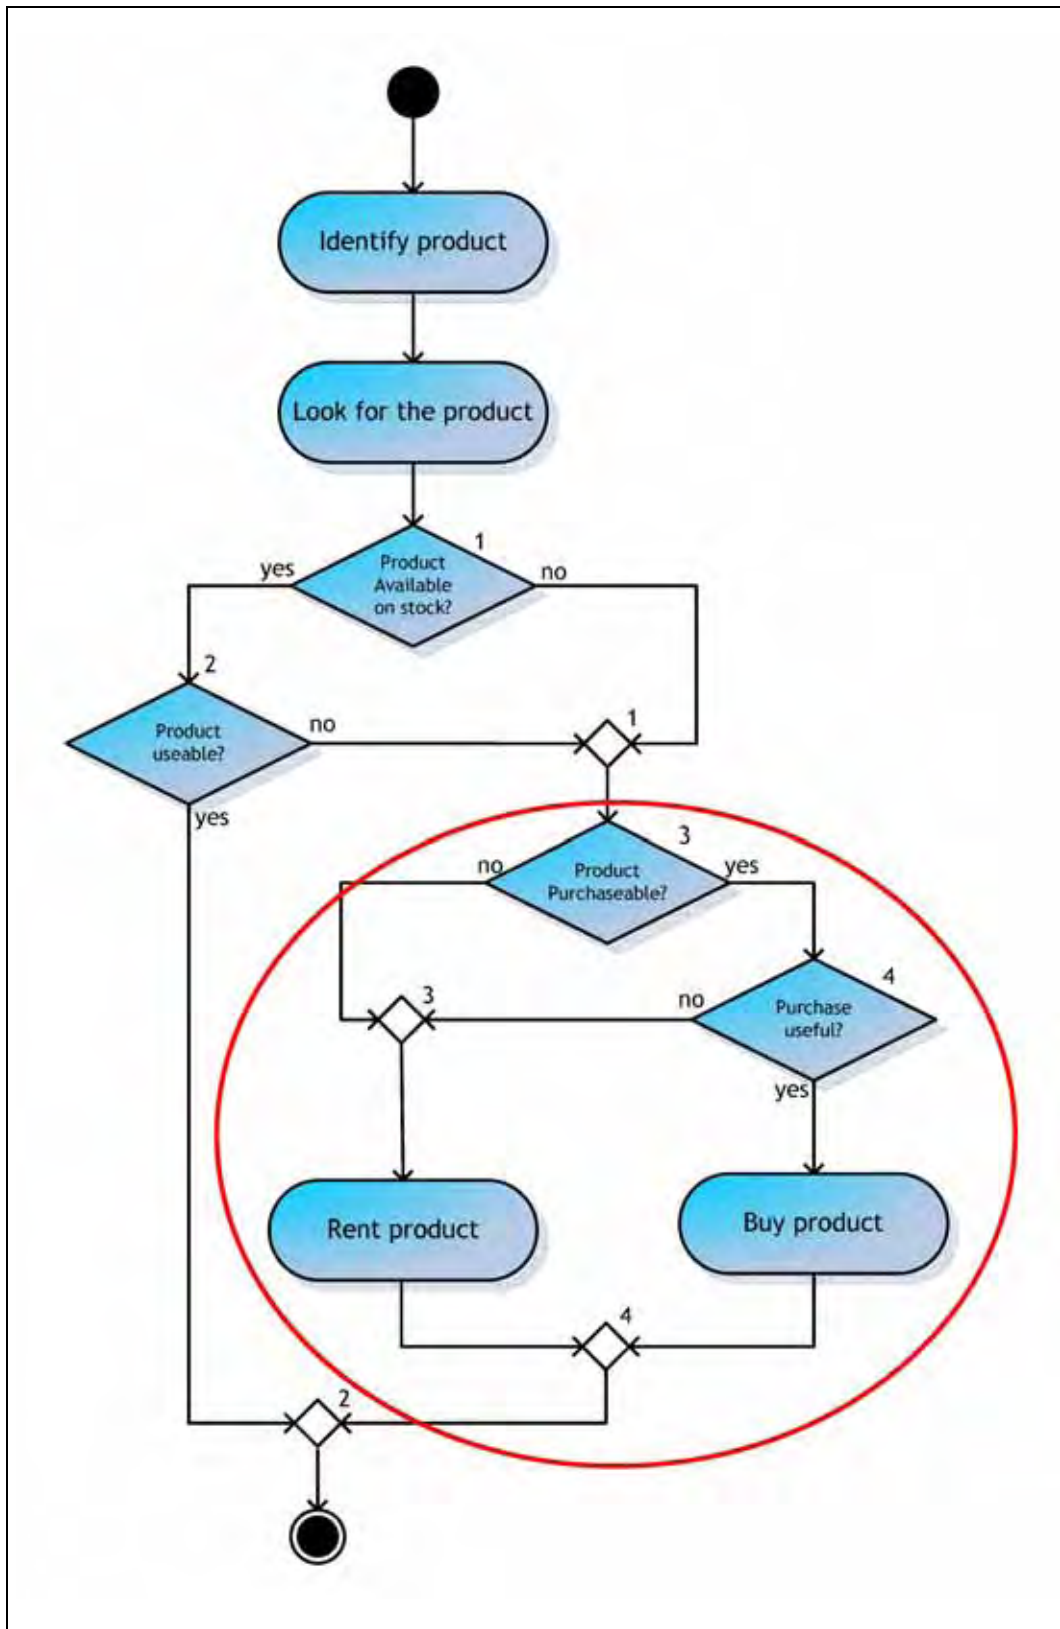 Identify product
Look for the product
1
Product
Available
on stock?
yes
no
2
Product
useable?
no
yes
1
3
Product
Purchaseable?
no
yes
4
Purchase
useful?
no
yes
3
Rent product
Buy product
4
2